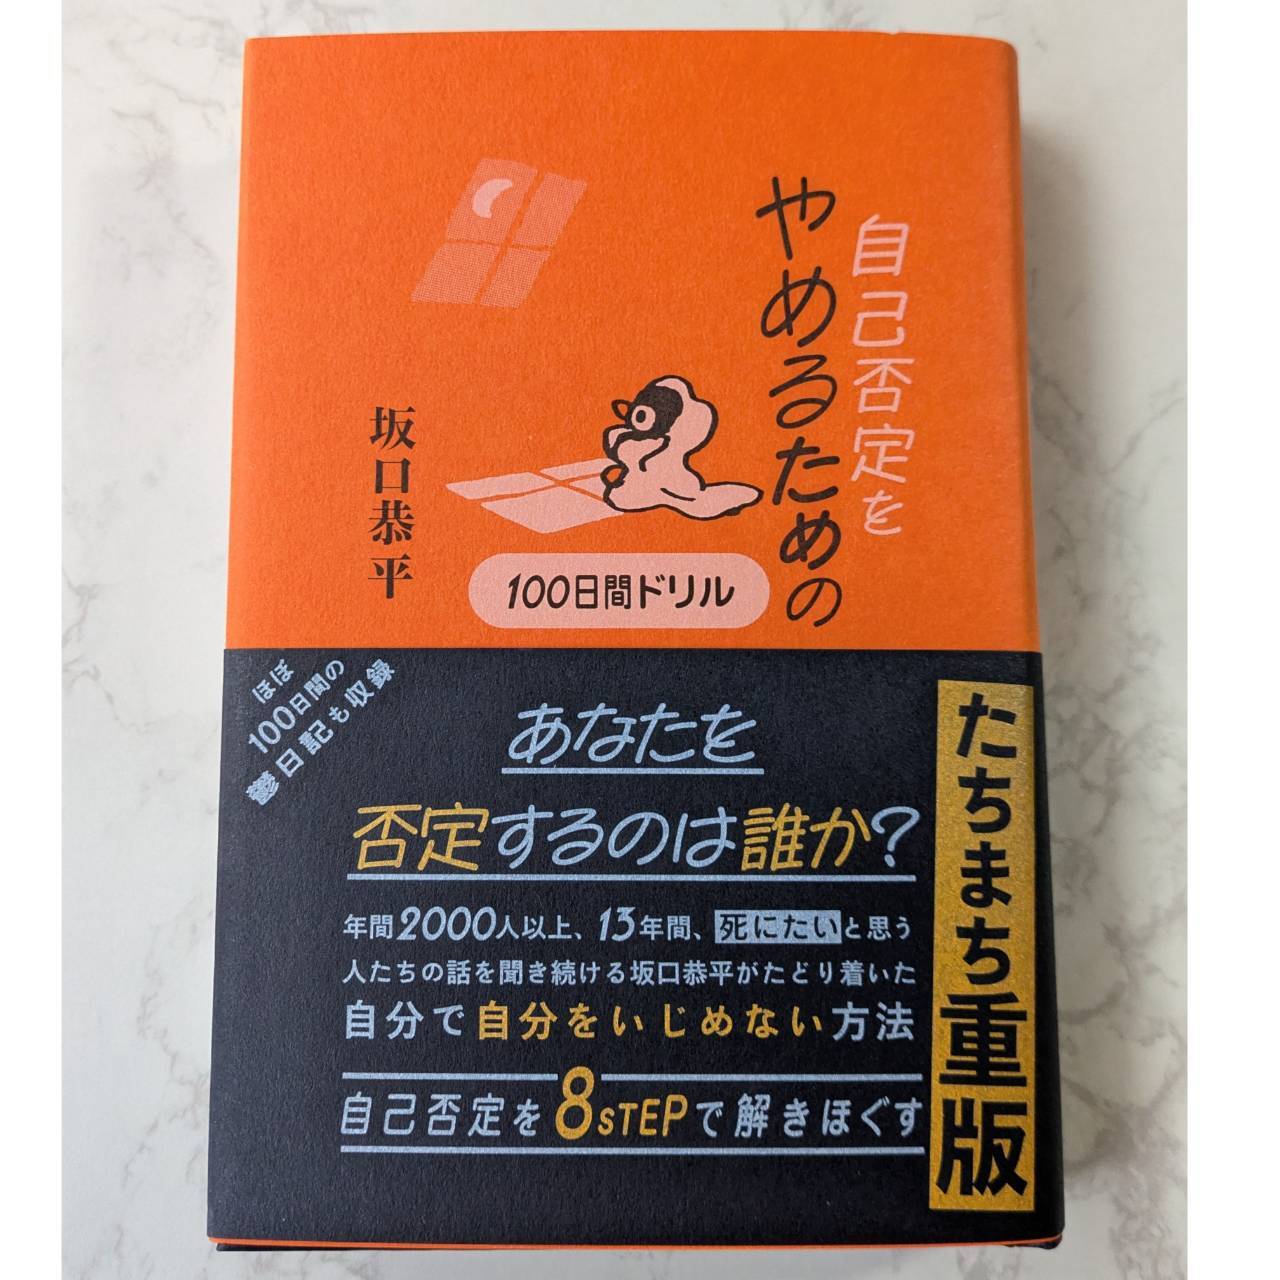 自己否定を
やめるための
100日間ドリル
坂口恭平
ほぼ
100日間の
鬱日記も収録
あなたを
否定するのは誰か?
年間2000人以上、13年間、死にたいと思う
人たちの話を聞き続ける坂口恭平がたどり着いた
自分で自分をいじめない方法
自己否定を8STEPで解きほぐす
たちまち重版